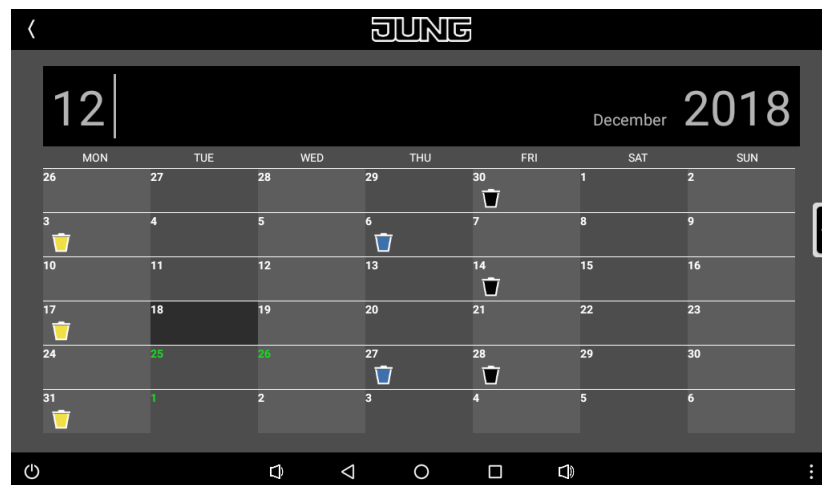 JUNG
12 December 2018
MON TUE WED THU FRI SAT SUN
26 27 28 29 30 1 2
3 4 5 6 7 8 9
10 11 12 13 14 15 16
17 18 19 20 21 22 23
24 25 26 27 28 29 30
31 1 2 3 4 5 6